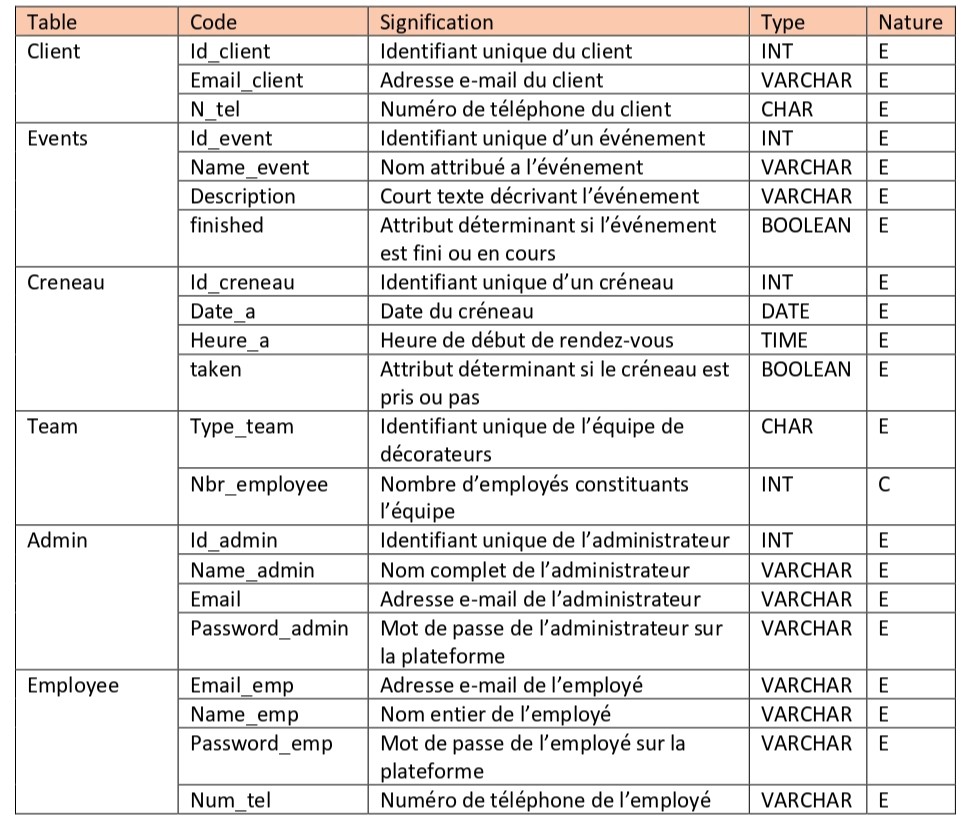 Table Code Signification Type Nature
Client Id_client Identifiant unique du client INT E
Email_client Adresse e-mail du client VARCHAR E
N_tel Numéro de téléphone du client CHAR E
Events Id_event Identifiant unique d'un événement INT E
Name_event Nom attribué a l'événement VARCHAR E
Description Court texte décrivant l'événement VARCHAR E
finished Attribut déterminant si l'événement BOOLEAN E
est fini ou en cours
Creneau Id_creneau Identifiant unique d'un créneau INT E
Date_a Date du créneau DATE E
Heure_a Heure de début de rendez-vous TIME E
taken Attribut déterminant si le créneau est BOOLEAN E
pris ou pas
Team Type_team Identifiant unique de l'équipe de CHAR E
décorateurs
Nbr_employee Nombre d'employés constituants INT C
l'équipe
Admin Id_admin Identifiant unique de l'administrateur INT E
Name_admin Nom complet de l'administrateur VARCHAR E
Email Adresse e-mail de l'administrateur VARCHAR E
Password_admin Mot de passe de l'administrateur sur VARCHAR E
la plateforme
Employee Email_emp Adresse e-mail de l'employé VARCHAR E
Name_emp Nom entier de l'employé VARCHAR E
Password_emp Mot de passe de l'employé sur la VARCHAR E
plateforme
Num_tel Numéro de téléphone de l'employé VARCHAR E